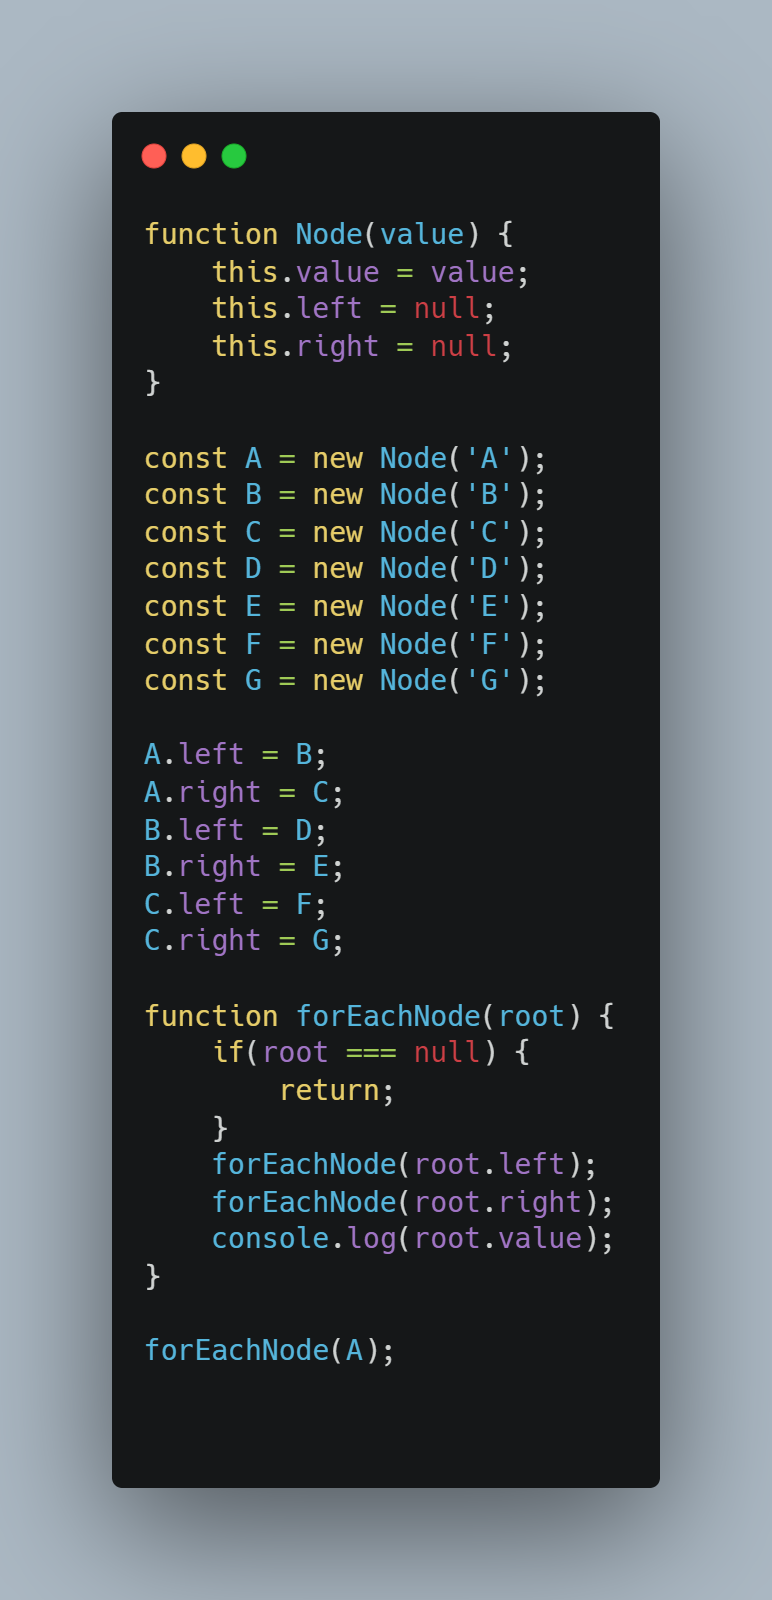 function Node(value) {
    this.value = value;
    this.left = null;
    this.right = null;
}

const A = new Node('A');
const B = new Node('B');
const C = new Node('C');
const D = new Node('D');
const E = new Node('E');
const F = new Node('F');
const G = new Node('G');

A.left = B;
A.right = C;
B.left = D;
B.right = E;
C.left = F;
C.right = G;

function forEachNode(root) {
    if(root === null) {
        return;
    }
    forEachNode(root.left);
    forEachNode(root.right);
    console.log(root.value);
}

forEachNode(A);